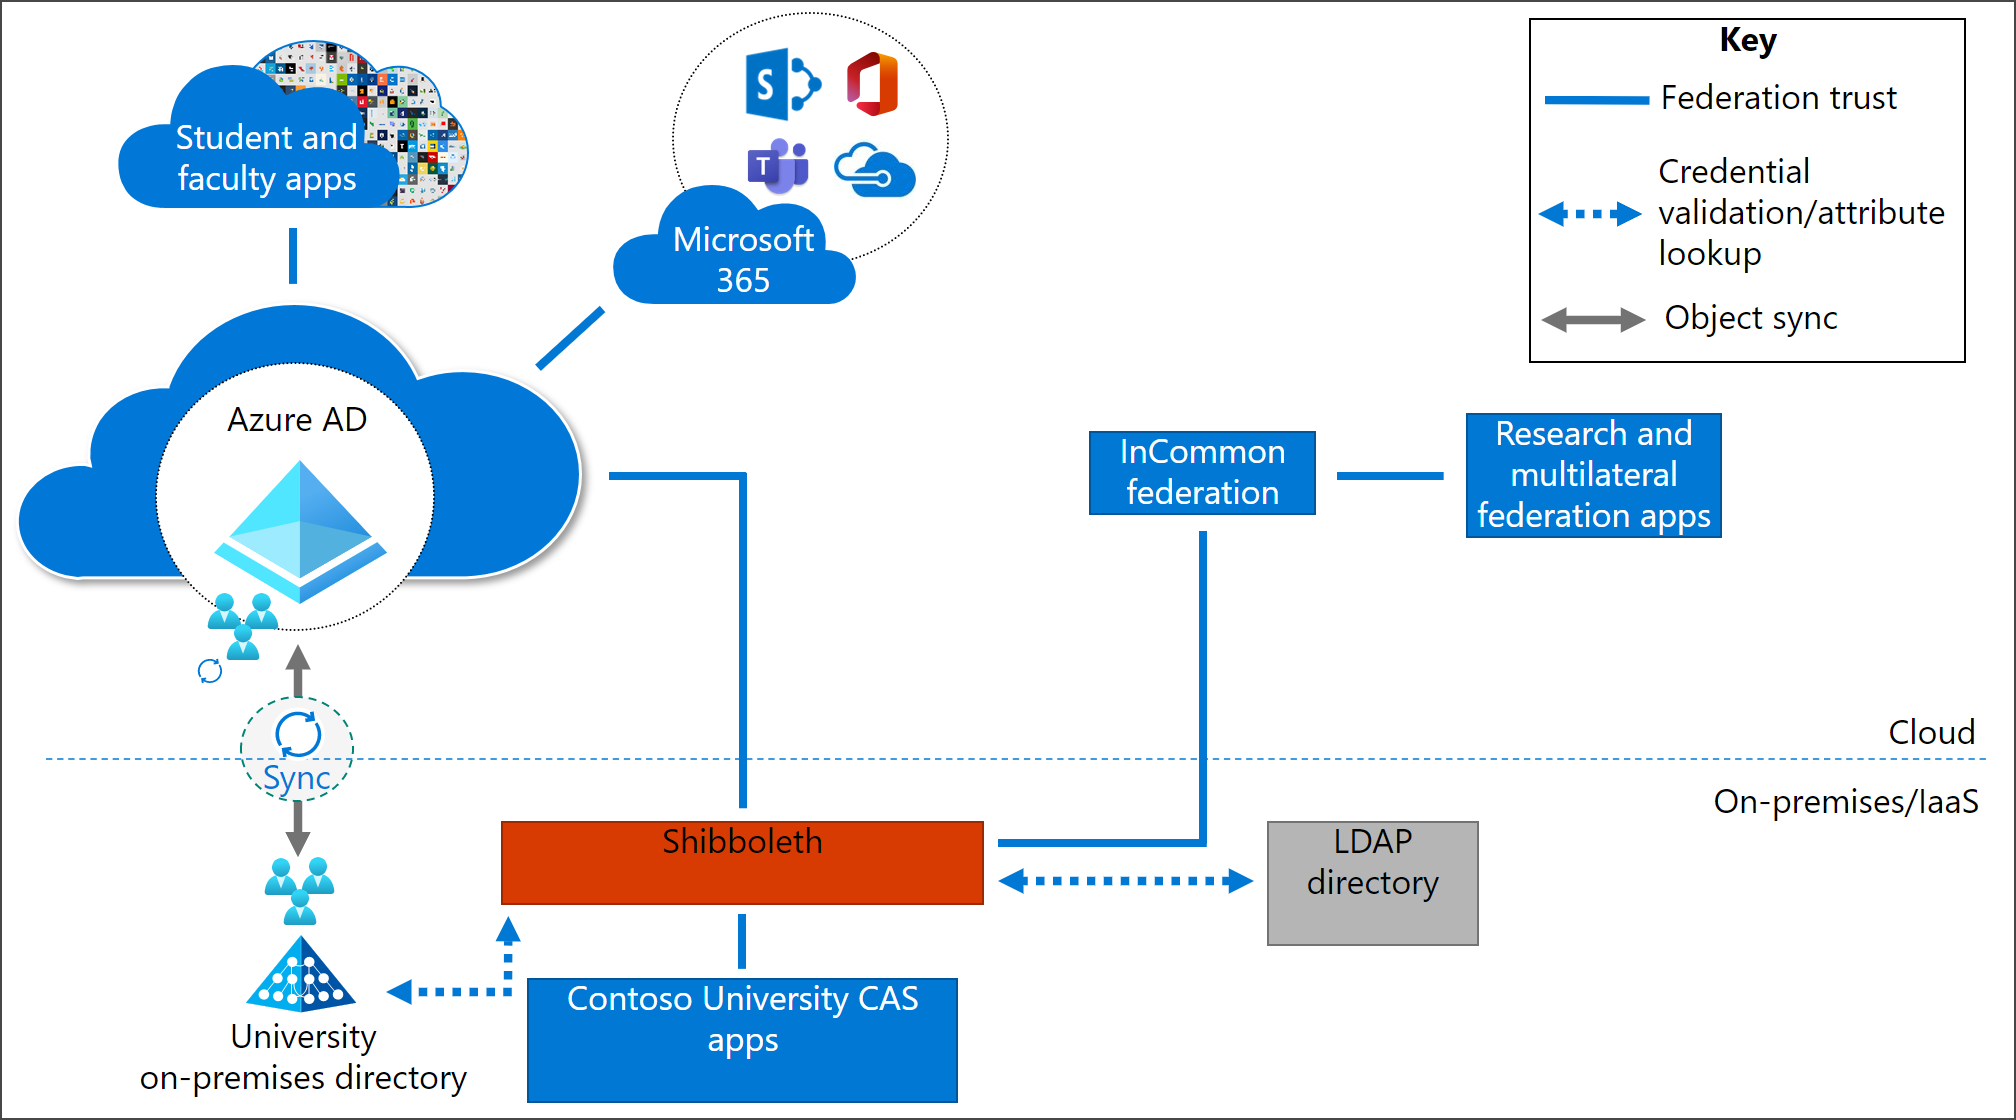 Key
Federation trust
Credential
validation/attribute
lookup
Object sync
Student and
faculty apps
S
T
Microsoft
365
Azure AD
InCommon
federation
Research and
multilateral
federation apps
Cloud
Sync
On-premises/IaaS
Shibboleth
LDAP
directory
Contoso University CAS
apps
University
on-premises directory